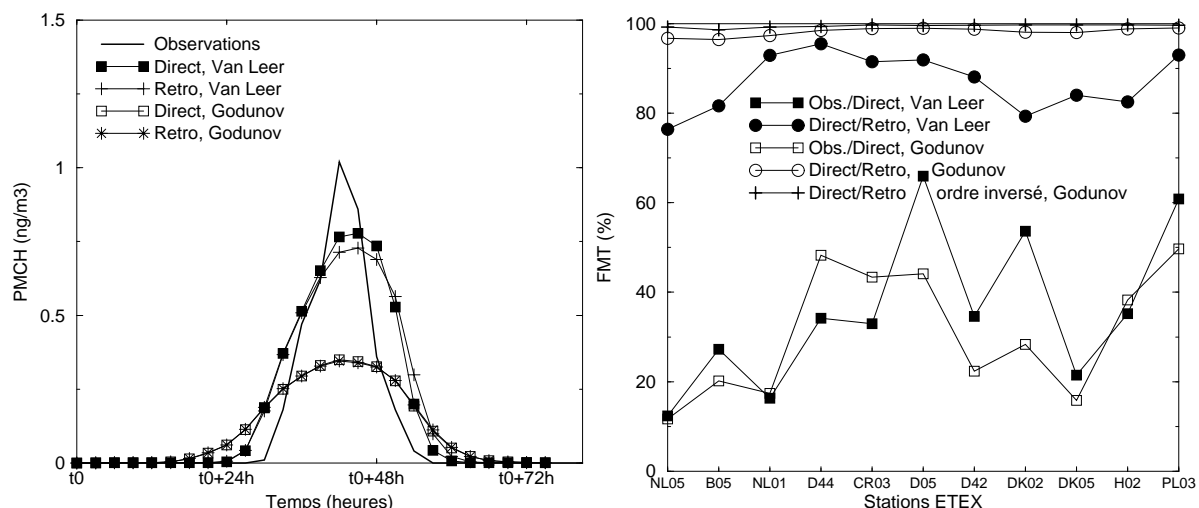 1.5
1
0.5
0
PMCH (ng/m3)
Observations
Direct, Van Leer
Retro, Van Leer
Direct, Godunov
Retro, Godunov
t0
t0+24h
t0+48h
t0+72h
Temps (heures)
100
80
60
40
20
0
FMT (%)
Obs./Direct, Van Leer
Direct/Retro, Van Leer
Obs./Direct, Godunov
Direct/Retro, Godunov
Direct/Retro ordre inversé, Godunov
NL05 B05 NL01 D44 CR03 D05 D42 DK02 DK05 H02 PL03
Stations ETEX